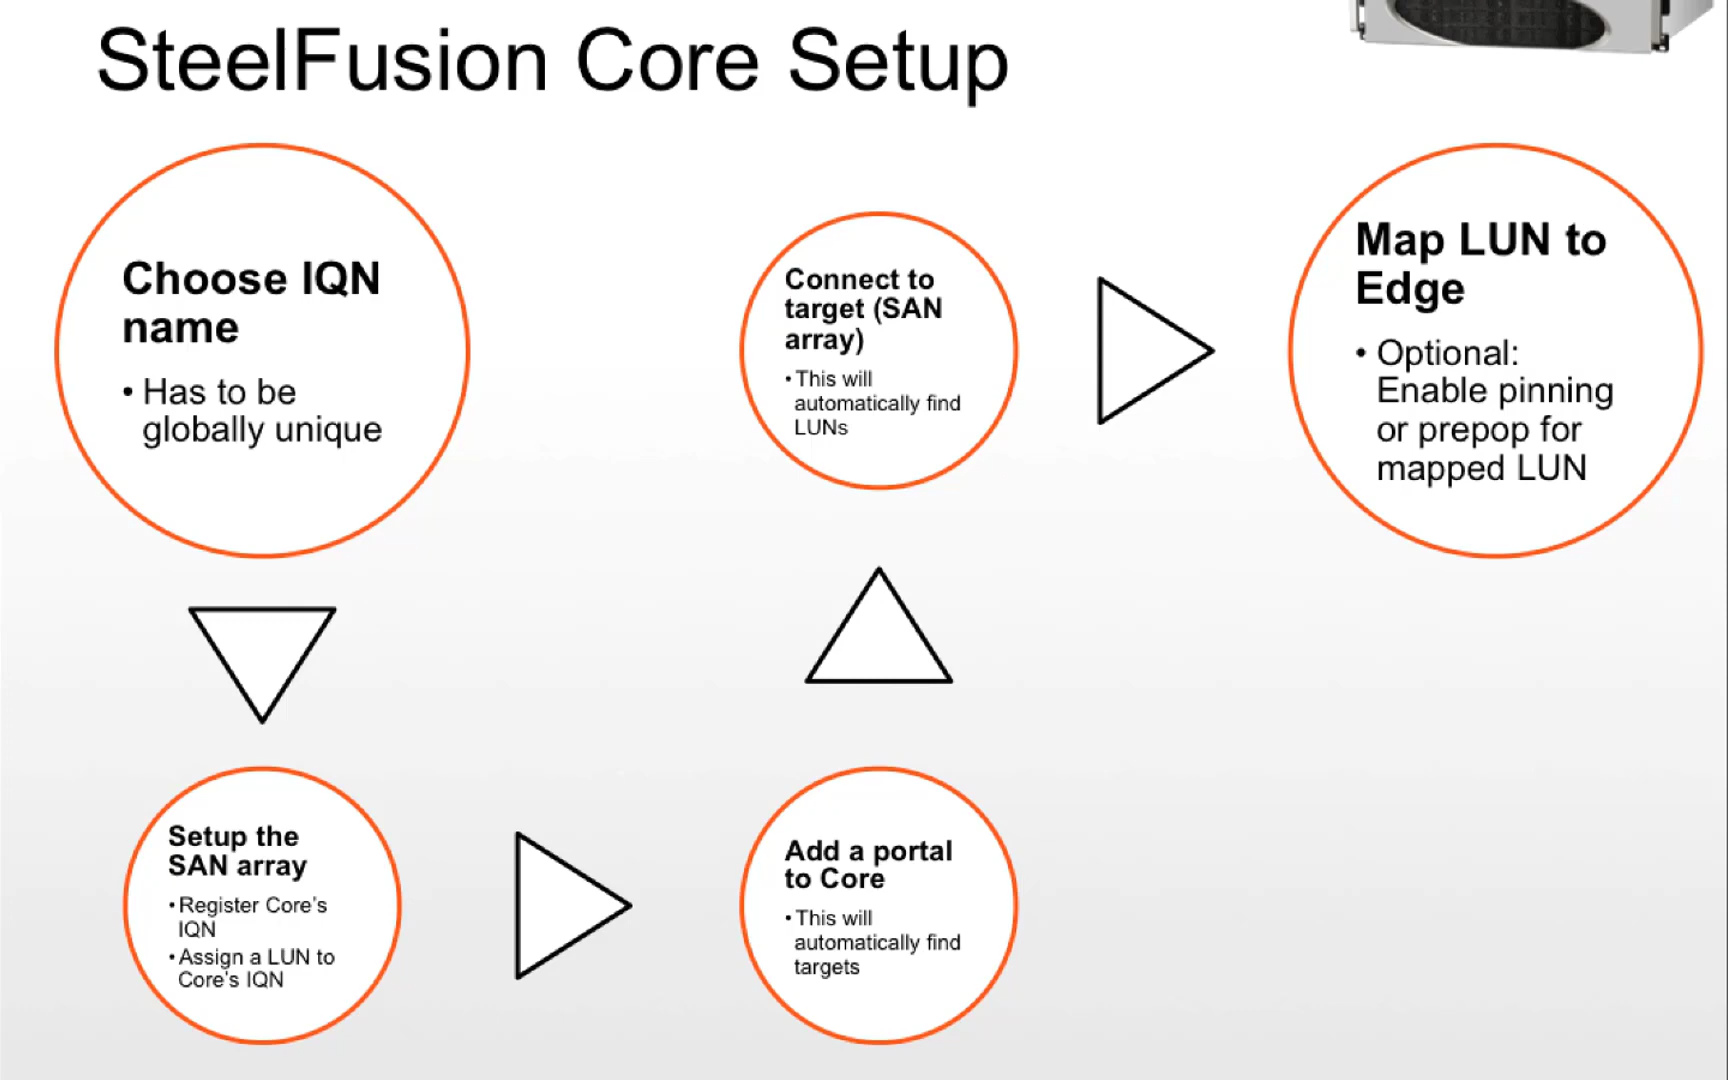 SteelFusion Core Setup
Choose IQN
name
• Has to be
globally unique
Setup the
SAN array
• Register Core's
IQN
• Assign a LUN to
Core's IQN
Add a portal
to Core
• This will
automatically find
targets
Connect to
target (SAN
array)
• This will
automatically find
LUNs
Map LUN to
Edge
• Optional:
Enable pinning
or prepop for
mapped LUN